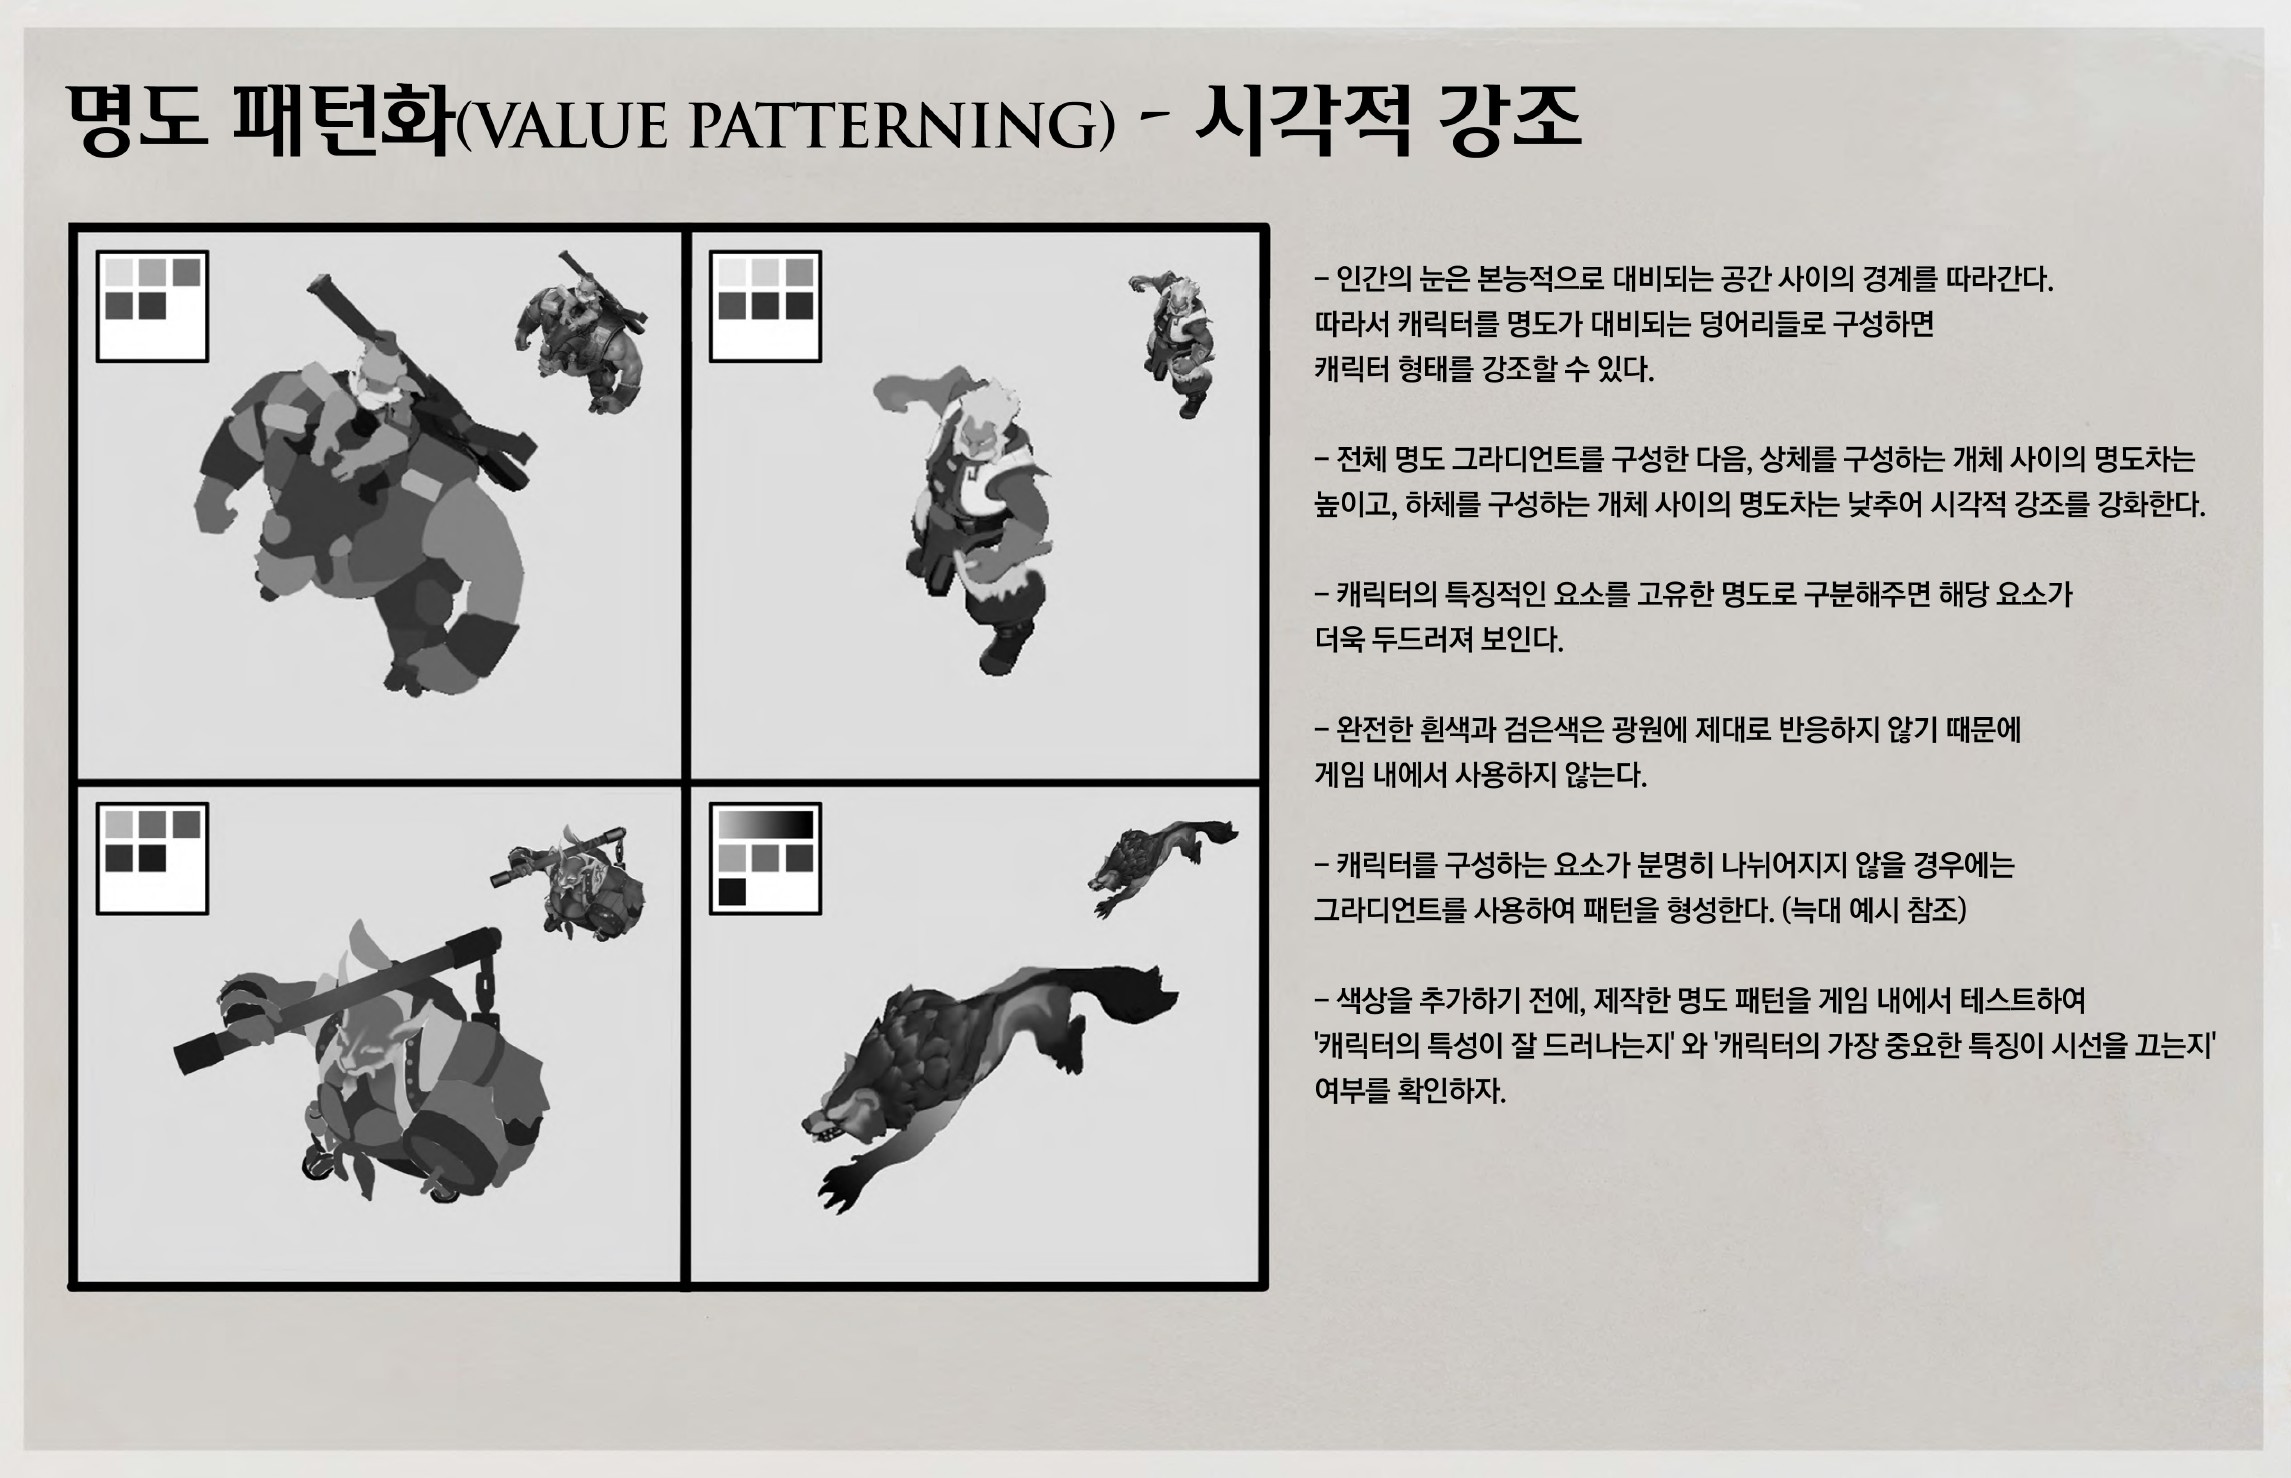 명도 패턴화(VALUE PATTERNING) - 시각적 강조
- 인간의 눈은 본능적으로 대비되는 공간 사이의 경계를 따라간다.
따라서 캐릭터를 명도가 대비되는 덩어리들로 구성하면
캐릭터 형태를 강조할 수 있다.
- 전체 명도 그라디언트를 구성한 다음, 상체를 구성하는 개체 사이의 명도차는
높이고, 하체를 구성하는 개체 사이의 명도차는 낮추어 시각적 강조를 강화한다.
- 캐릭터의 특징적인 요소를 고유한 명도로 구분해주면 해당 요소가
더욱 두드러져 보인다.
- 완전한 흰색과 검은색은 광원에 제대로 반응하지 않기 때문에
게임 내에서 사용하지 않는다.
- 캐릭터를 구성하는 요소가 분명히 나뉘어지지 않을 경우에는
그라디언트를 사용하여 패턴을 형성한다. (늑대 예시 참조)
- 색상을 추가하기 전에, 제작한 명도 패턴을 게임 내에서 테스트하여
'캐릭터의 특성이 잘 드러나는지' 와 '캐릭터의 가장 중요한 특징이 시선을 끄는지'
여부를 확인하자.